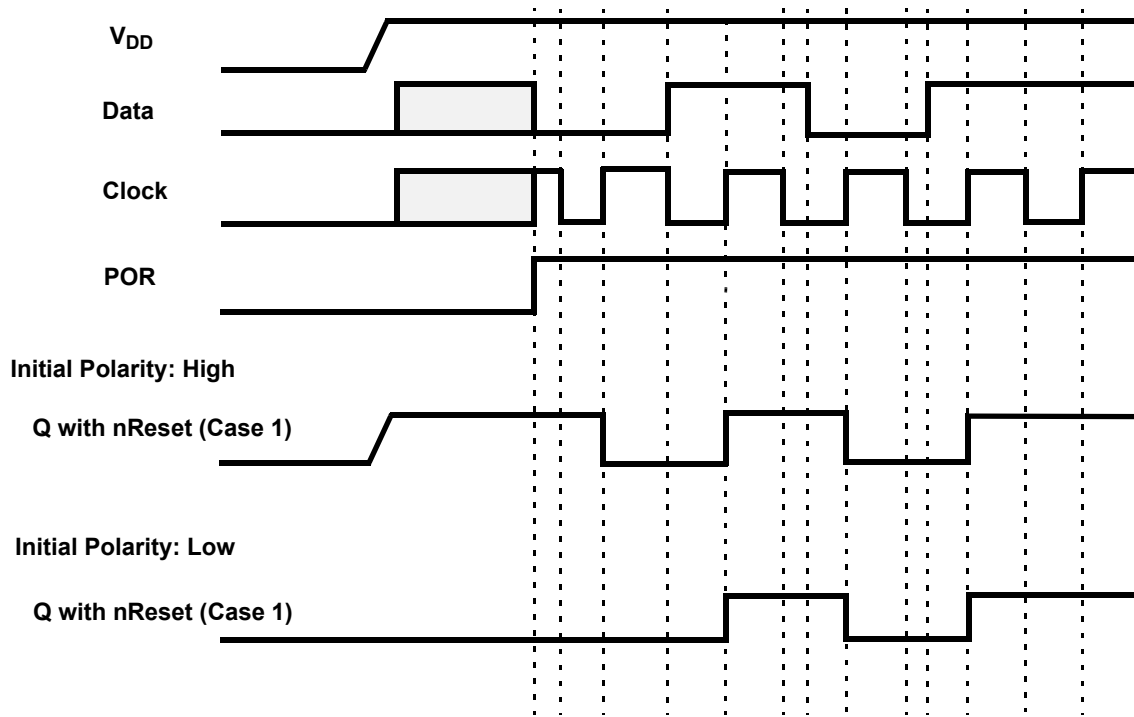 VDD
Data
Clock
POR
Initial Polarity: High
Q with nReset (Case 1)
Initial Polarity: Low
Q with nReset (Case 1)